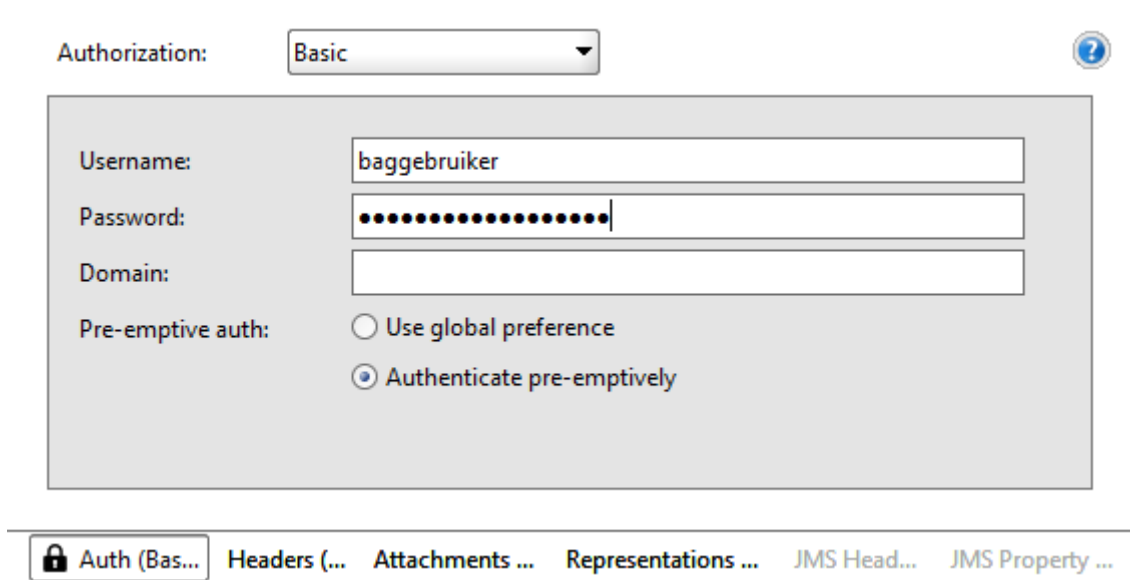 Authorization: Basic
Username: baggebruiker
Password: ••••••••••••••••••
Domain:
Pre-emptive auth: Use global preference
Authenticate pre-emptively
Auth (Bas... Headers (... Attachments ... Representations ... JMS Head... JMS Property ...